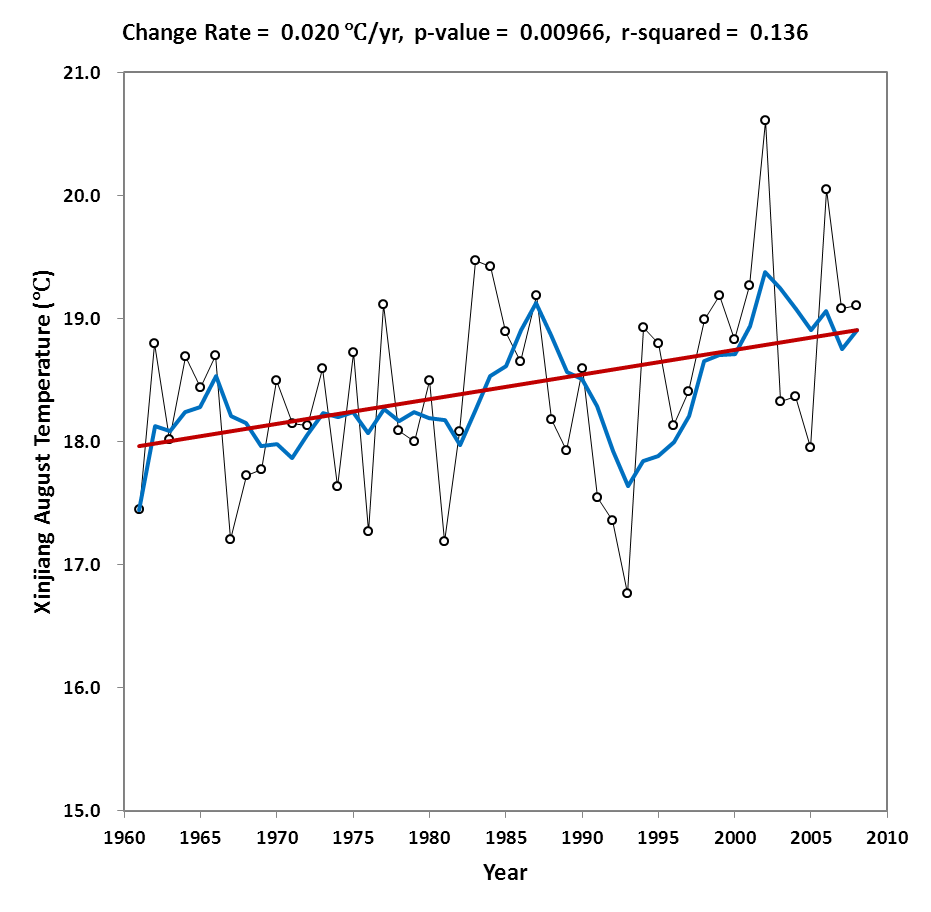 Change Rate = 0.020 ℃/yr, p-value = 0.00966, r-squared = 0.136
21.0
20.0
19.0
18.0
17.0
16.0
15.0
Xinjiang August Temperature (℃)
1960 1965 1970 1975 1980 1985 1990 1995 2000 2005 2010
Year